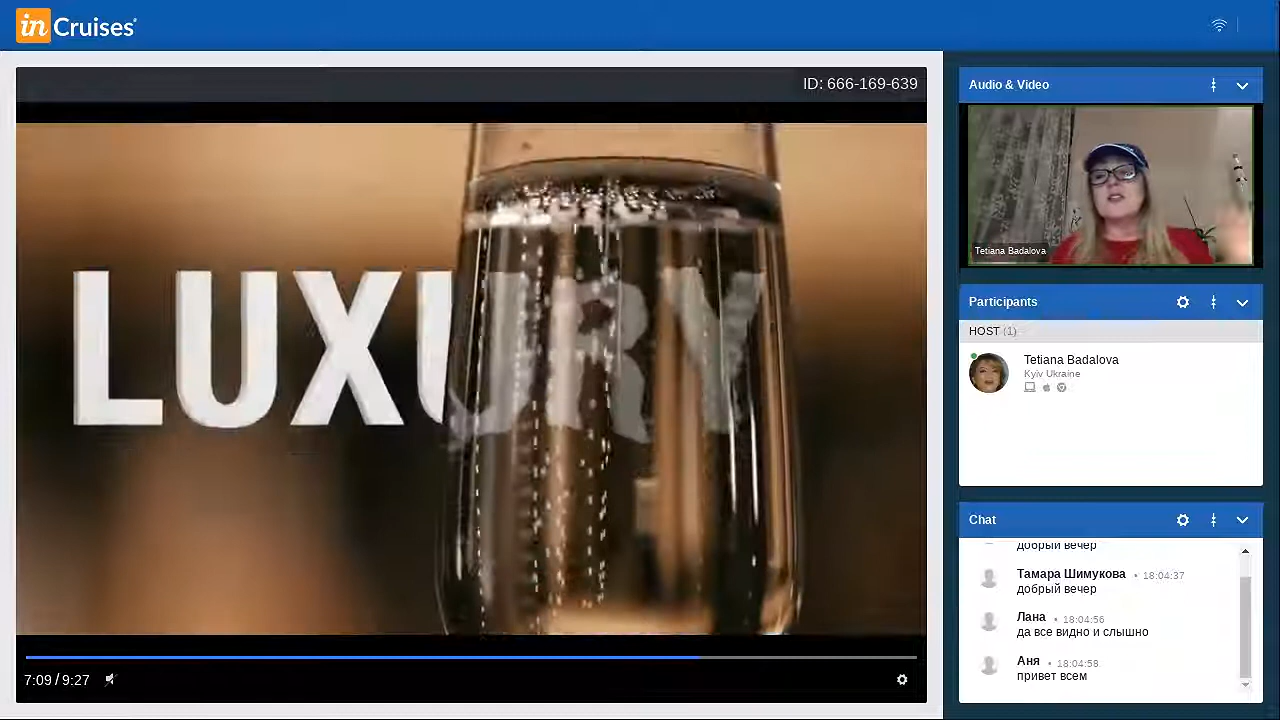 in Cruises®
ID: 666-169-639
LUXURY
7:09 / 9:27
Audio & Video
Tetiana Badalova
Participants
HOST (1)
Tetiana Badalova
Kyiv Ukraine
Chat
добрый вечер
Тамара Шимукова • 18:04:37
добрый вечер
Лана • 18:04:56
да все видно и слышно
Аня • 18:04:58
привет всем